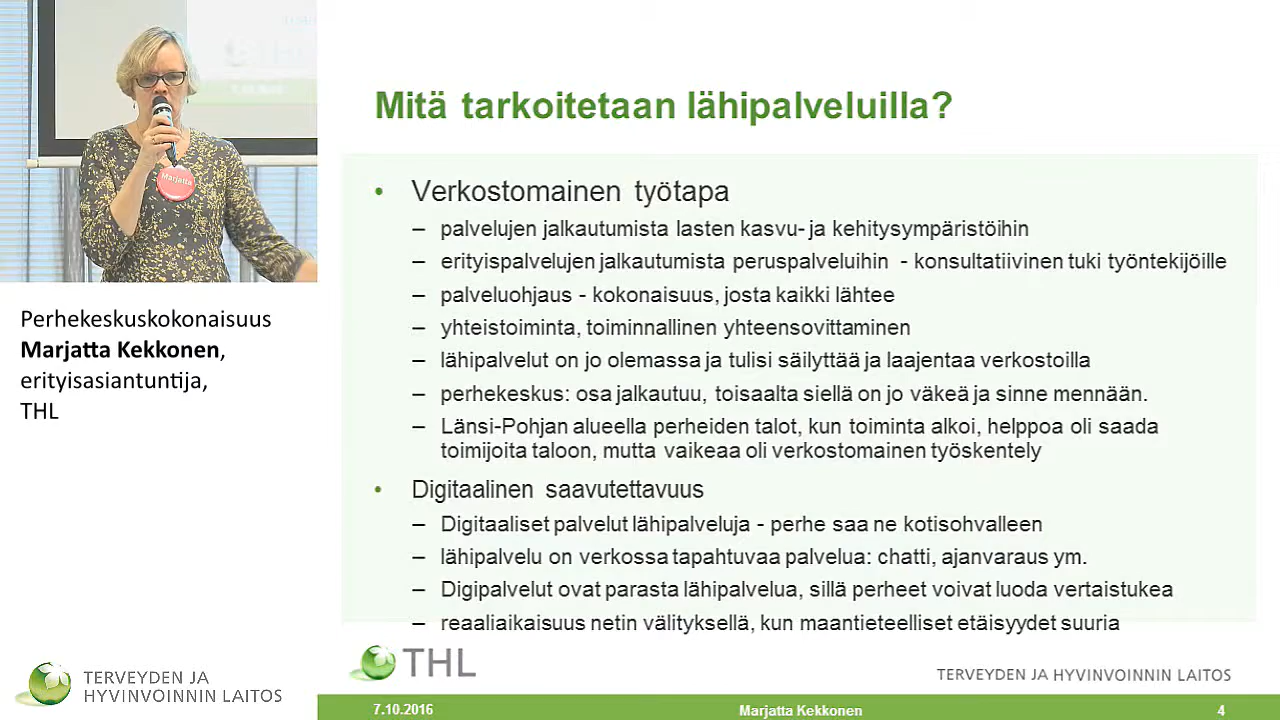 Marjatta
Perhekeskuskokonaisuus
Marjatta Kekkonen,
erityisasiantuntija,
THL
TERVEYDEN JA
HYVINVOINNIN LAITOS
Mitä tarkoitetaan lähipalveluilla?
• Verkostomainen työtapa
– palvelujen jalkautumista lasten kasvu- ja kehitysympäristöihin
– erityispalvelujen jalkautumista peruspalveluihin - konsultatiivinen tuki työntekijöille
– palveluohjaus - kokonaisuus, josta kaikki lähtee
– yhteistoiminta, toiminnallinen yhteensovittaminen
– lähipalvelut on jo olemassa ja tulisi säilyttää ja laajentaa verkostoilla
– perhekeskus: osa jalkautuu, toisaalta siellä on jo väkeä ja sinne mennään.
– Länsi-Pohjan alueella perheiden talot, kun toiminta alkoi, helppoa oli saada
toimijoita taloon, mutta vaikeaa oli verkostomainen työskentely
• Digitaalinen saavutettavuus
– Digitaaliset palvelut lähipalveluja - perhe saa ne kotisohvalleen
– lähipalvelu on verkossa tapahtuvaa palvelua: chatti, ajanvaraus ym.
– Digipalvelut ovat parasta lähipalvelua, sillä perheet voivat luoda vertaistukea
– reaaliaikaisuus netin välityksellä, kun maantieteelliset etäisyydet suuria
THL
TERVEYDEN JA HYVINVOINNIN LAITOS
7.10.2016
Marjatta Kekkonen
4